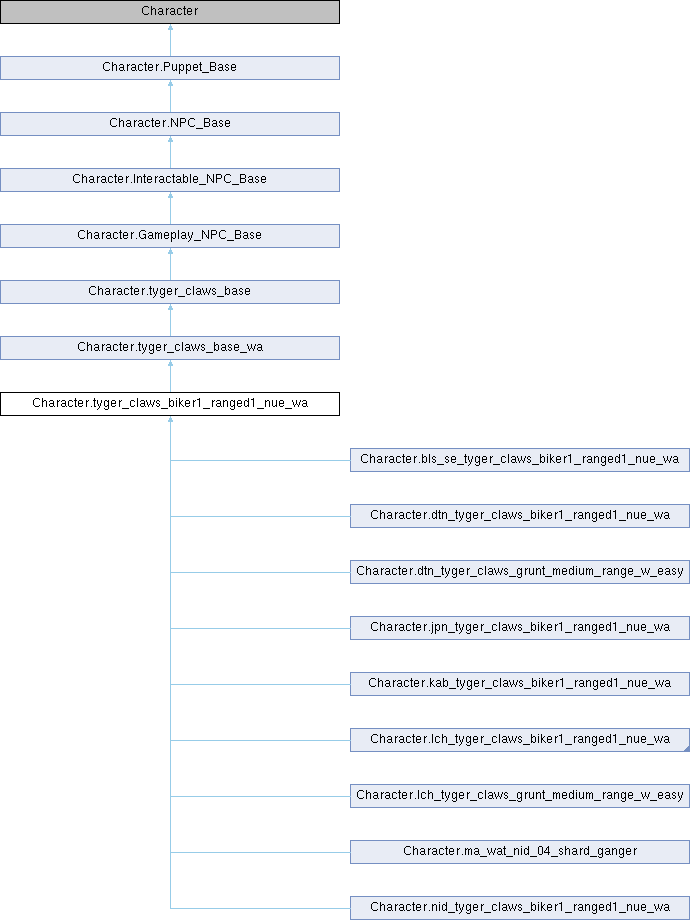 Character
Character.Puppet_Base
Character.NPC_Base
Character.Interactable_NPC_Base
Character.Gameplay_NPC_Base
Character.tyger_claws_base
Character.tyger_claws_base_wa
Character.tyger_claws_biker1_ranged1_nue_wa
Character.bls_se_tyger_claws_biker1_ranged1_nue_wa
Character.dtn_tyger_claws_biker1_ranged1_nue_wa
Character.dtn_tyger_claws_grunt_medium_range_w_easy
Character.jpn_tyger_claws_biker1_ranged1_nue_wa
Character.kab_tyger_claws_biker1_ranged1_nue_wa
Character.lch_tyger_claws_biker1_ranged1_nue_wa
Character.lch_tyger_claws_grunt_medium_range_w_easy
Character.ma_wat_nid_04_shard_ganger
Character.nid_tyger_claws_biker1_ranged1_nue_wa